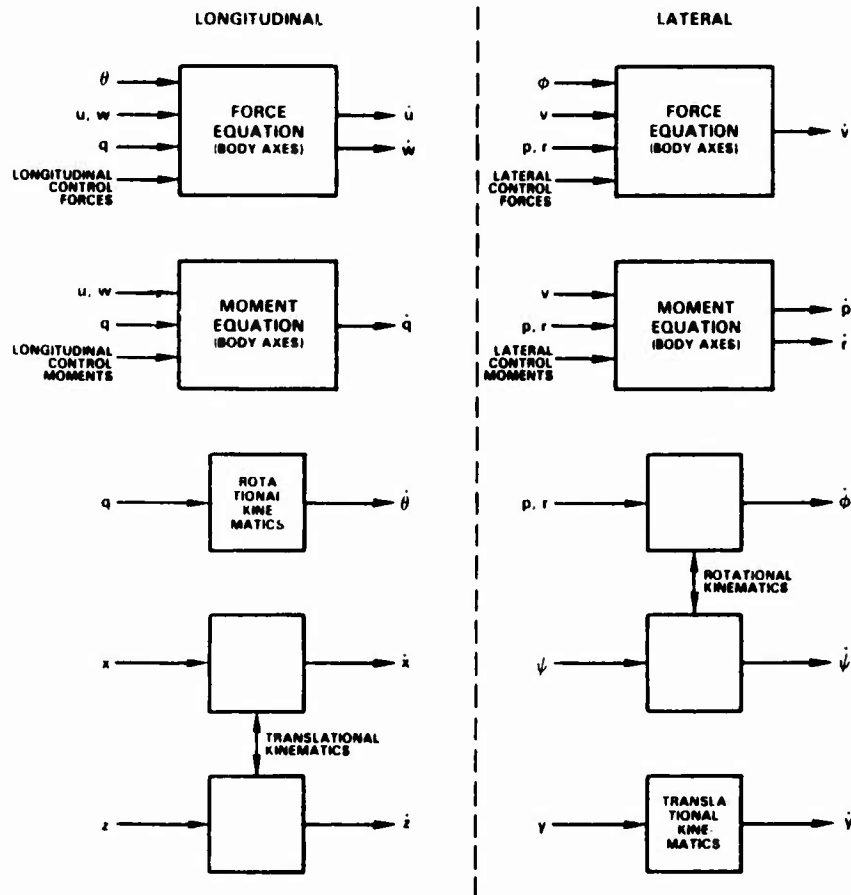 LONGITUDINAL
θ
u, w
q
LONGITUDINAL
CONTROL
FORCES
FORCE
EQUATION
(BODY AXES)
u̇
ẇ
u, w
q
LONGITUDINAL
CONTROL
MOMENTS
MOMENT
EQUATION
(BODY AXES)
q̇
q
ROTA
TIONAL
KINE
MATICS
θ̇
x
ẋ
TRANSLATIONAL
KINEMATICS
z
ż
LATERAL
ϕ
v
p, r
LATERAL
CONTROL
FORCES
FORCE
EQUATION
(BODY AXES)
v̇
v
p, r
LATERAL
CONTROL
MOMENTS
MOMENT
EQUATION
(BODY AXES)
ṗ
ṙ
p, r
ϕ̇
ROTATIONAL
KINEMATICS
ψ
ψ̇
y
TRANSLA
TIONAL
KINE-
MATICS
ẏ